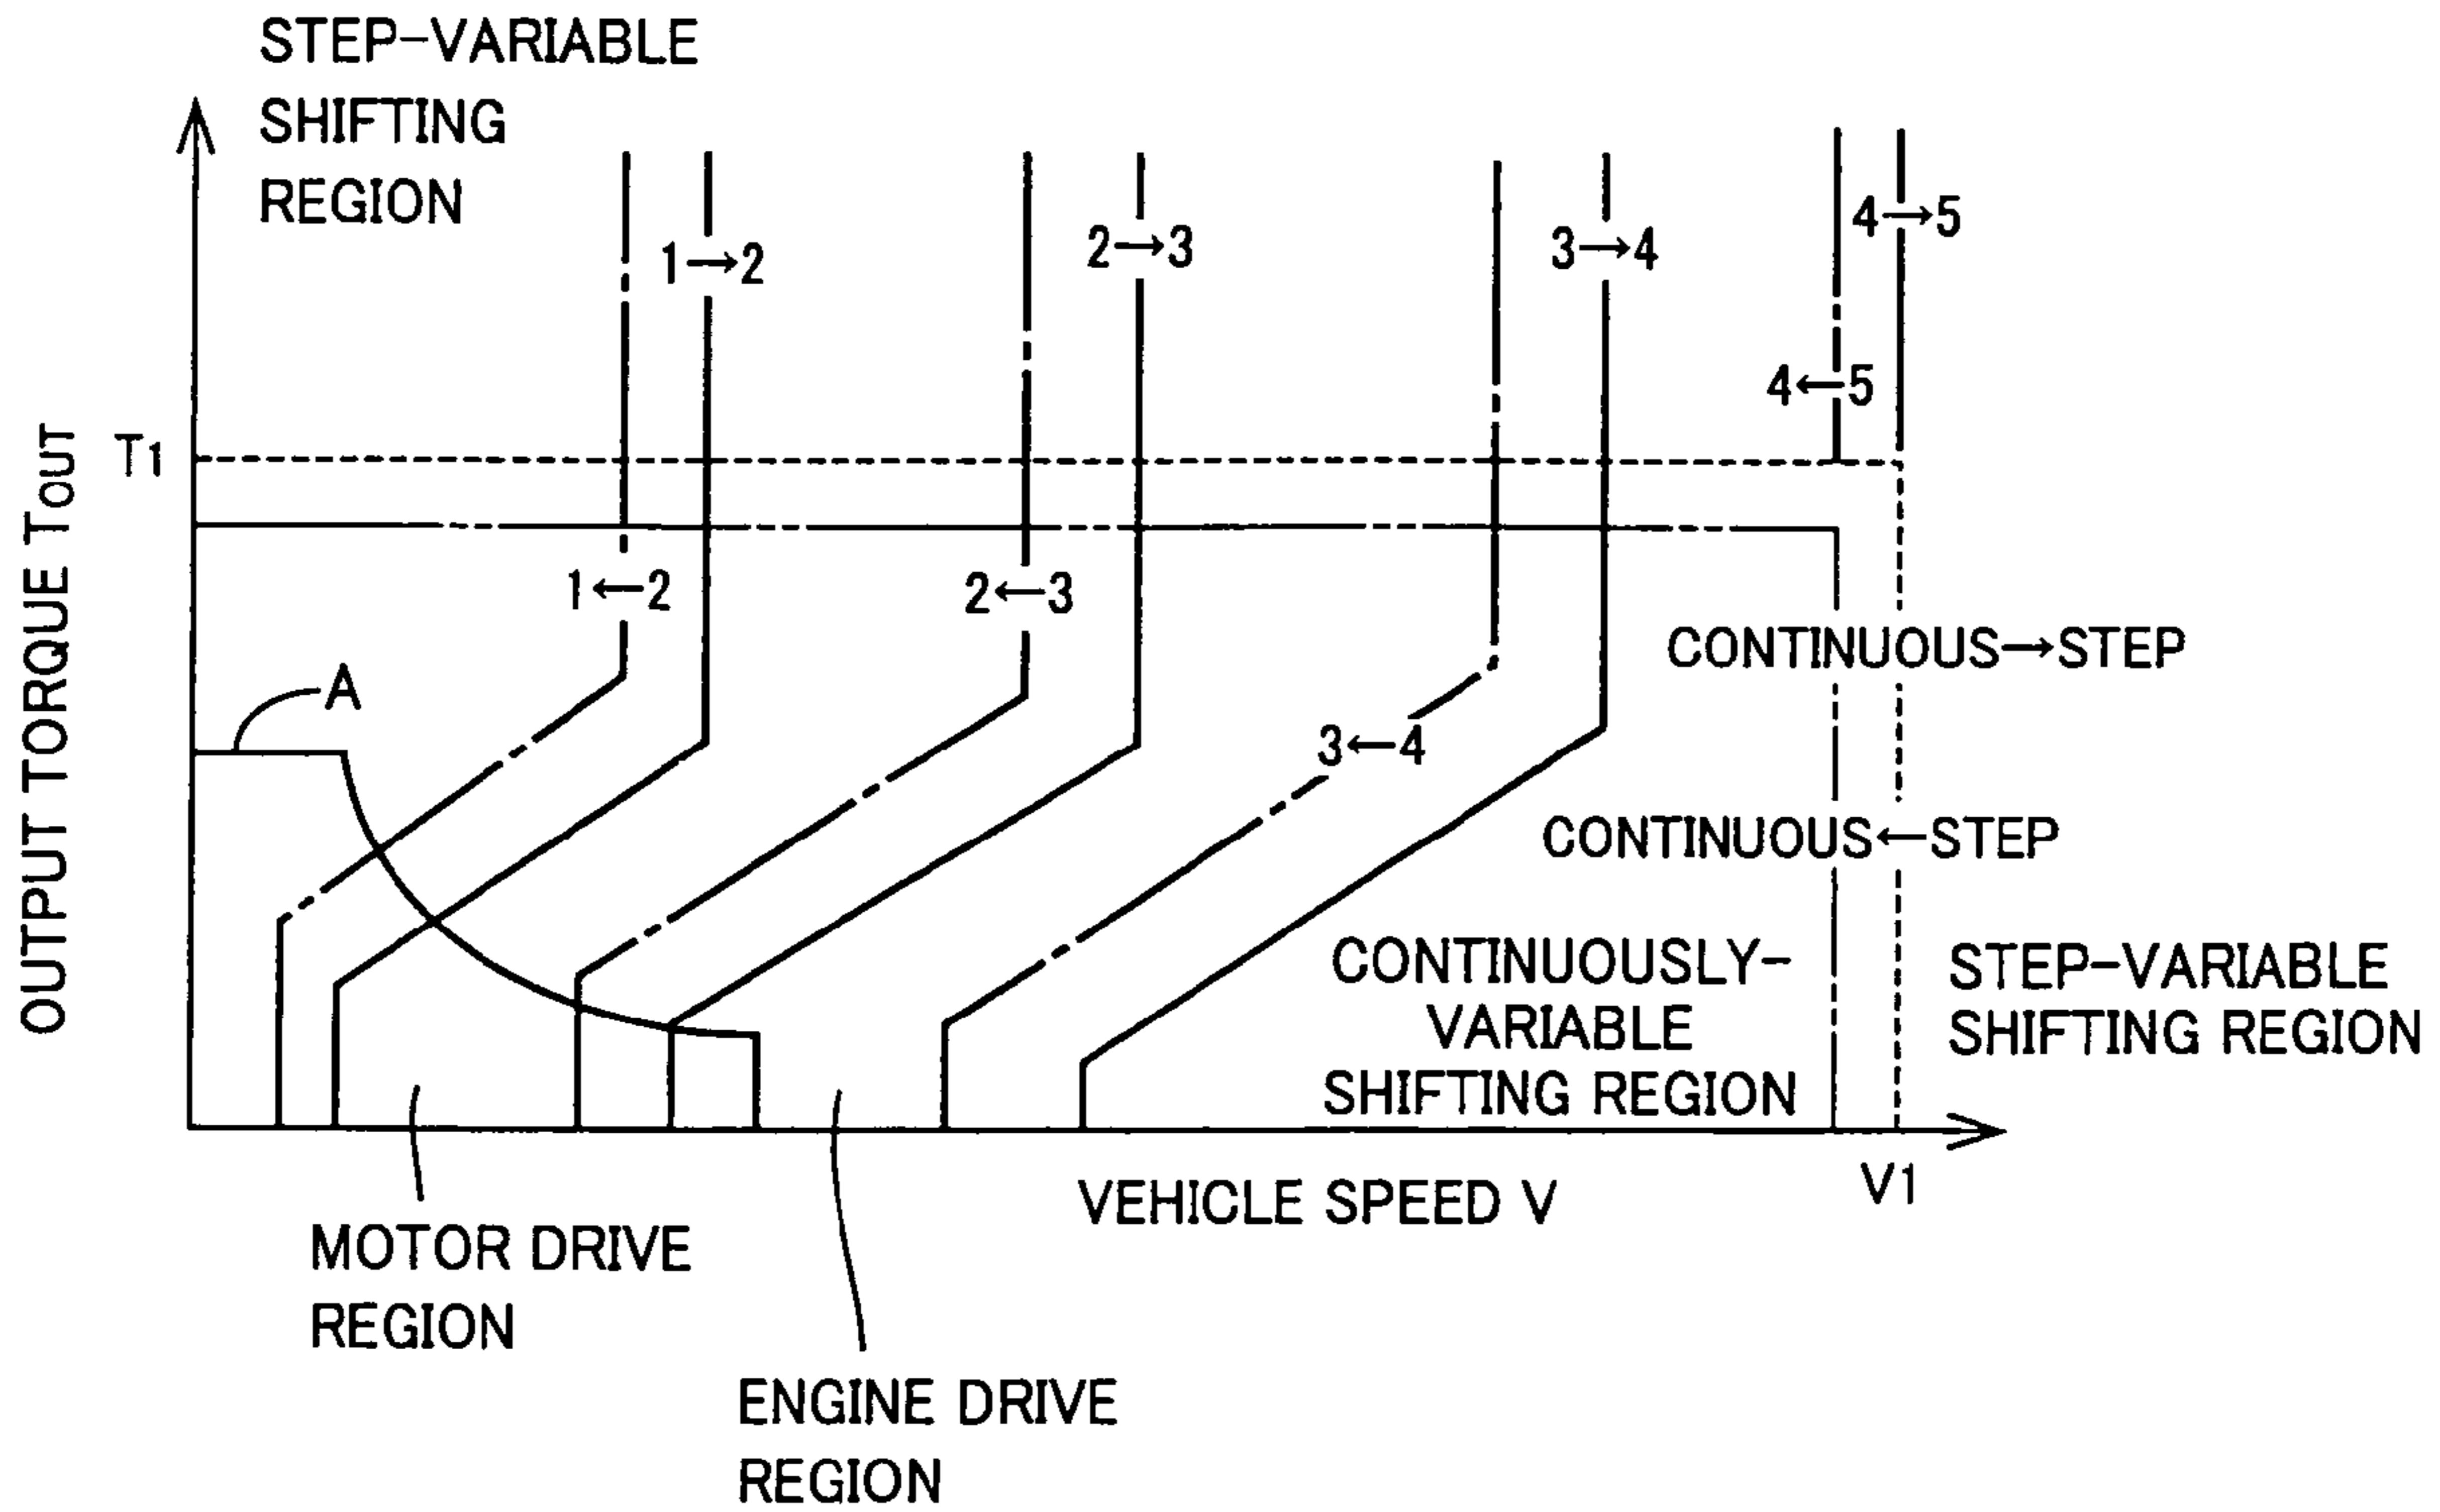 STEP-VARIABLE
SHIFTING
REGION
1→2
2→3
3→4
4→5
4←5
OUTPUT TORQUE TOUT
T1
1←2
2←3
CONTINUOUS→STEP
A
3←4
CONTINUOUS←STEP
CONTINUOUSLY-
VARIABLE
SHIFTING REGION
STEP-VARIABLE
SHIFTING REGION
VEHICLE SPEED V
V1
MOTOR DRIVE
REGION
ENGINE DRIVE
REGION